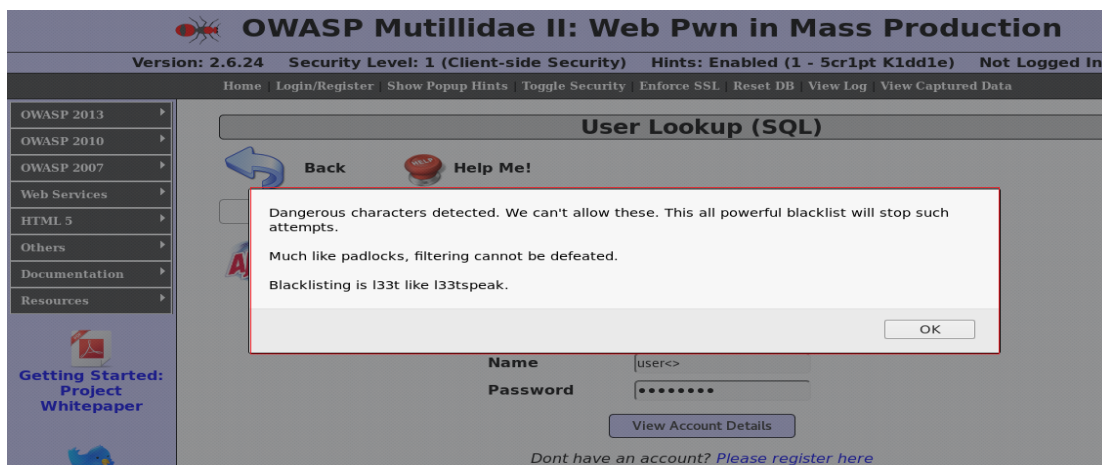 OWASP Mutillidae II: Web Pwn in Mass Production
Version: 2.6.24 Security Level: 1 (Client-side Security) Hints: Enabled (1 - 5cr1pt K1dd1e) Not Logged In
Home | Login/Register | Show Popup Hints | Toggle Security | Enforce SSL | Reset DB | View Log | View Captured Data
OWASP 2013
OWASP 2010
OWASP 2007
Web Services
HTML 5
Others
Documentation
Resources
Getting Started:
Project
Whitepaper
User Lookup (SQL)
Back
HELP
Help Me!
Dangerous characters detected. We can't allow these. This all powerful blacklist will stop such
attempts.
Much like padlocks, filtering cannot be defeated.
Blacklisting is l33t like l33tspeak.
OK
Name user<>
Password ••••••••
View Account Details
Dont have an account? Please register here